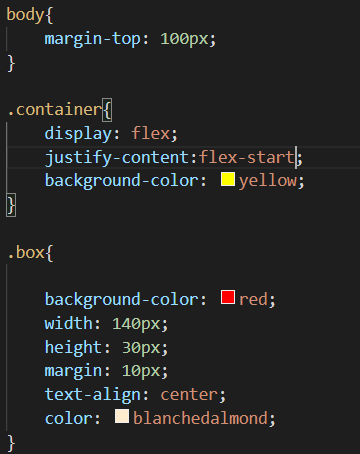 body{
    margin-top: 100px;
}
.container{
    display: flex;
    justify-content:flex-start;
    background-color: yellow;
}
.box{
    background-color: red;
    width: 140px;
    height: 30px;
    margin: 10px;
    text-align: center;
    color: blanchedalmond;
}